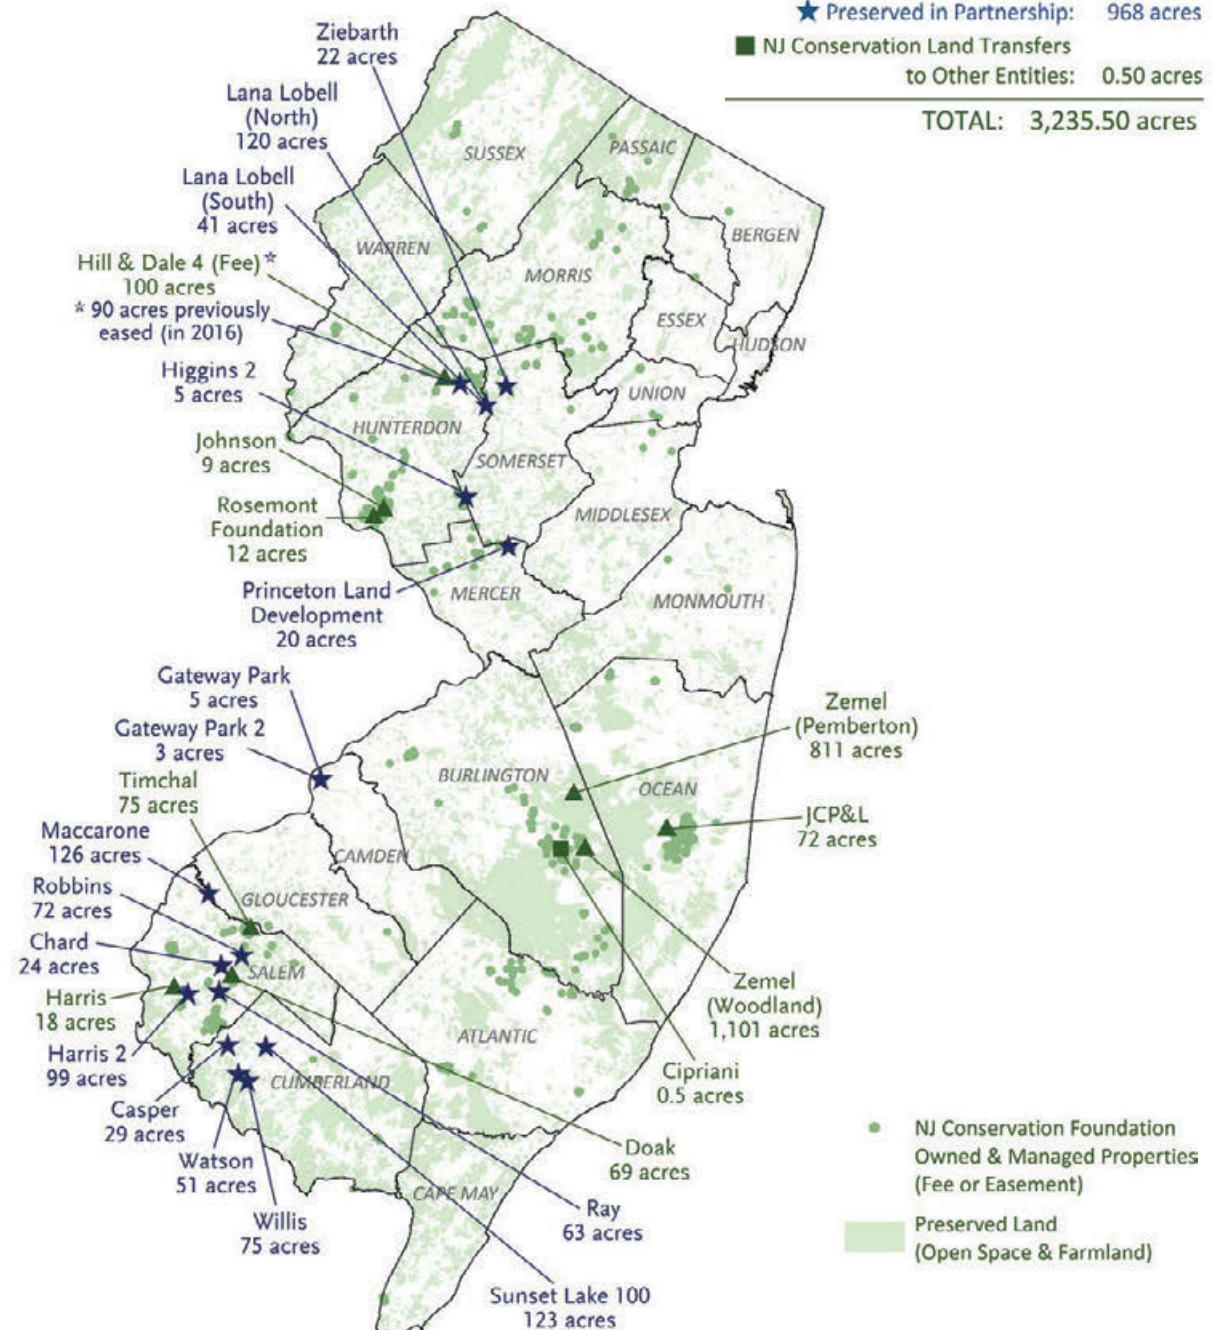 Preserved in Partnership: 968 acres
NJ Conservation Land Transfers
to Other Entities: 0.50 acres
TOTAL: 3,235.50 acres
Ziebarth
22 acres
Lana Lobell
(North)
120 acres
Lana Lobell
(South)
41 acres
Hill & Dale 4 (Fee) *
100 acres
* 90 acres previously
eased (in 2016)
Higgins 2
5 acres
Johnson
9 acres
Rosemont
Foundation
12 acres
Princeton Land
Development
20 acres
Gateway Park
5 acres
Gateway Park 2
3 acres
Timchal
75 acres
Maccarone
126 acres
Robbins
72 acres
Chard
24 acres
Harris
18 acres
Harris 2
99 acres
Casper
29 acres
Watson
51 acres
Willis
75 acres
SUSSEX
PASSAIC
BERGEN
WARREN
MORRIS
ESSEX
HUDSON
UNION
HUNTERDON
SOMERSET
MIDDLESEX
MERCER
MONMOUTH
BURLINGTON
OCEAN
CAMDEN
GLOUCESTER
SALEM
ATLANTIC
CUMBERLAND
CAPE MAY
Zemel
(Pemberton)
811 acres
JCP&L
72 acres
Zemel
(Woodland)
1,101 acres
Cipriani
0.5 acres
Doak
69 acres
Ray
63 acres
Sunset Lake 100
123 acres
NJ Conservation Foundation
Owned & Managed Properties
(Fee or Easement)
Preserved Land
(Open Space & Farmland)